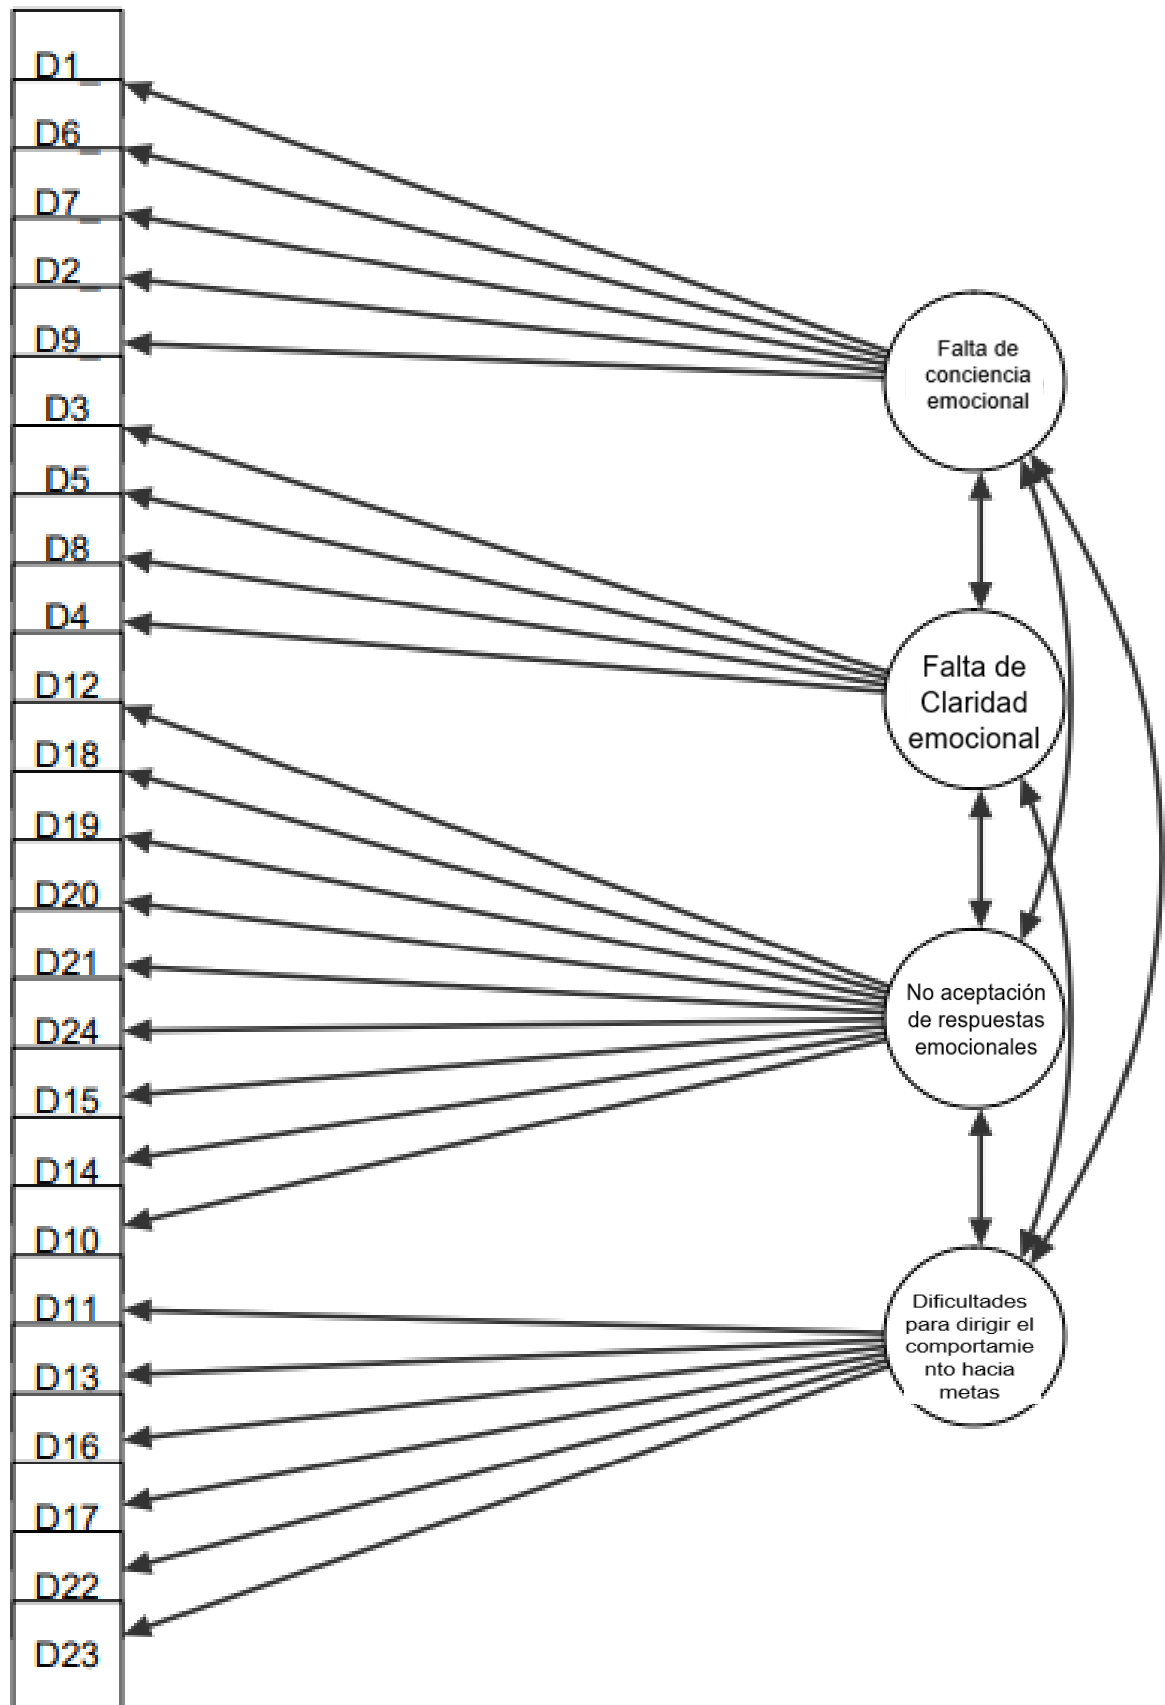 D1_
D6_
D7_
D2_
D9_
D3
D5
D8
D4
D12
D18
D19
D20
D21
D24
D15
D14
D10
D11
D13
D16
D17
D22
D23
Falta de
conciencia
emocional
Falta de
Claridad
emocional
No aceptación
de respuestas
emocionales
Dificultades
para dirigir el
comportamie
nto hacia
metas